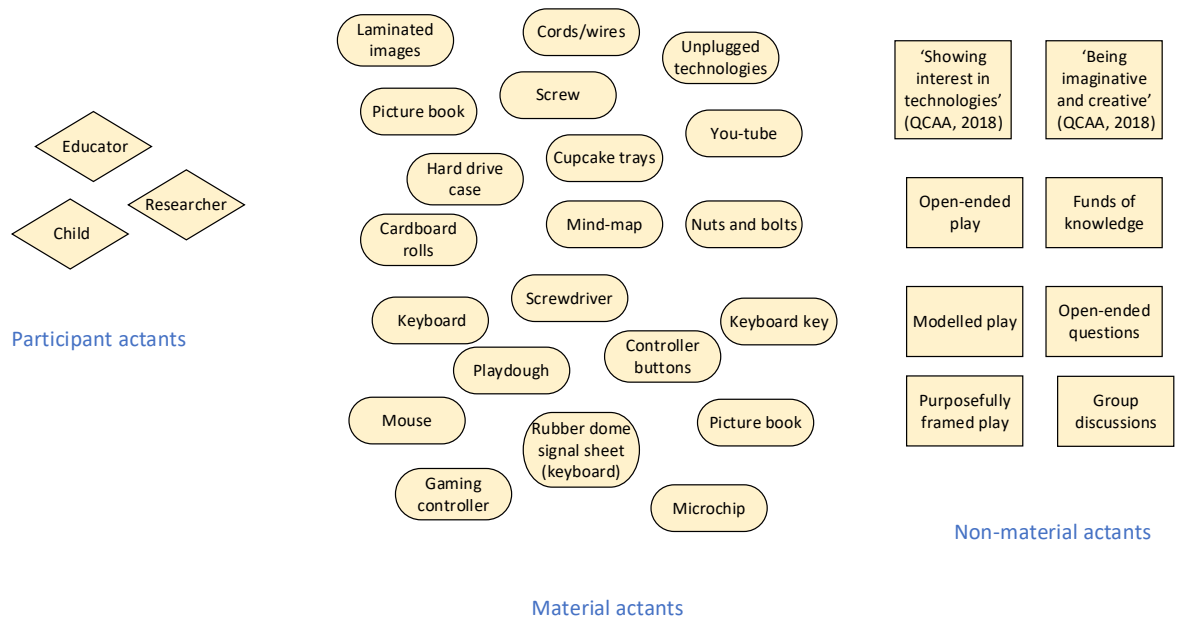 Educator
Researcher
Child
Participant actants
Laminated
images
Cords/wires
Unplugged
technologies
Picture book
Screw
You-tube
Cupcake trays
Hard drive
case
Cardboard
rolls
Mind-map
Nuts and bolts
Screwdriver
Keyboard
Keyboard key
Controller
buttons
Playdough
Mouse
Rubber dome
signal sheet
(keyboard)
Picture book
Gaming
controller
Microchip
Material actants
‘Showing
interest in
technologies’
(QCAA, 2018)
‘Being
imaginative
and creative’
(QCAA, 2018)
Open-ended
play
Funds of
knowledge
Modelled play
Open-ended
questions
Purposefully
framed play
Group
discussions
Non-material actants